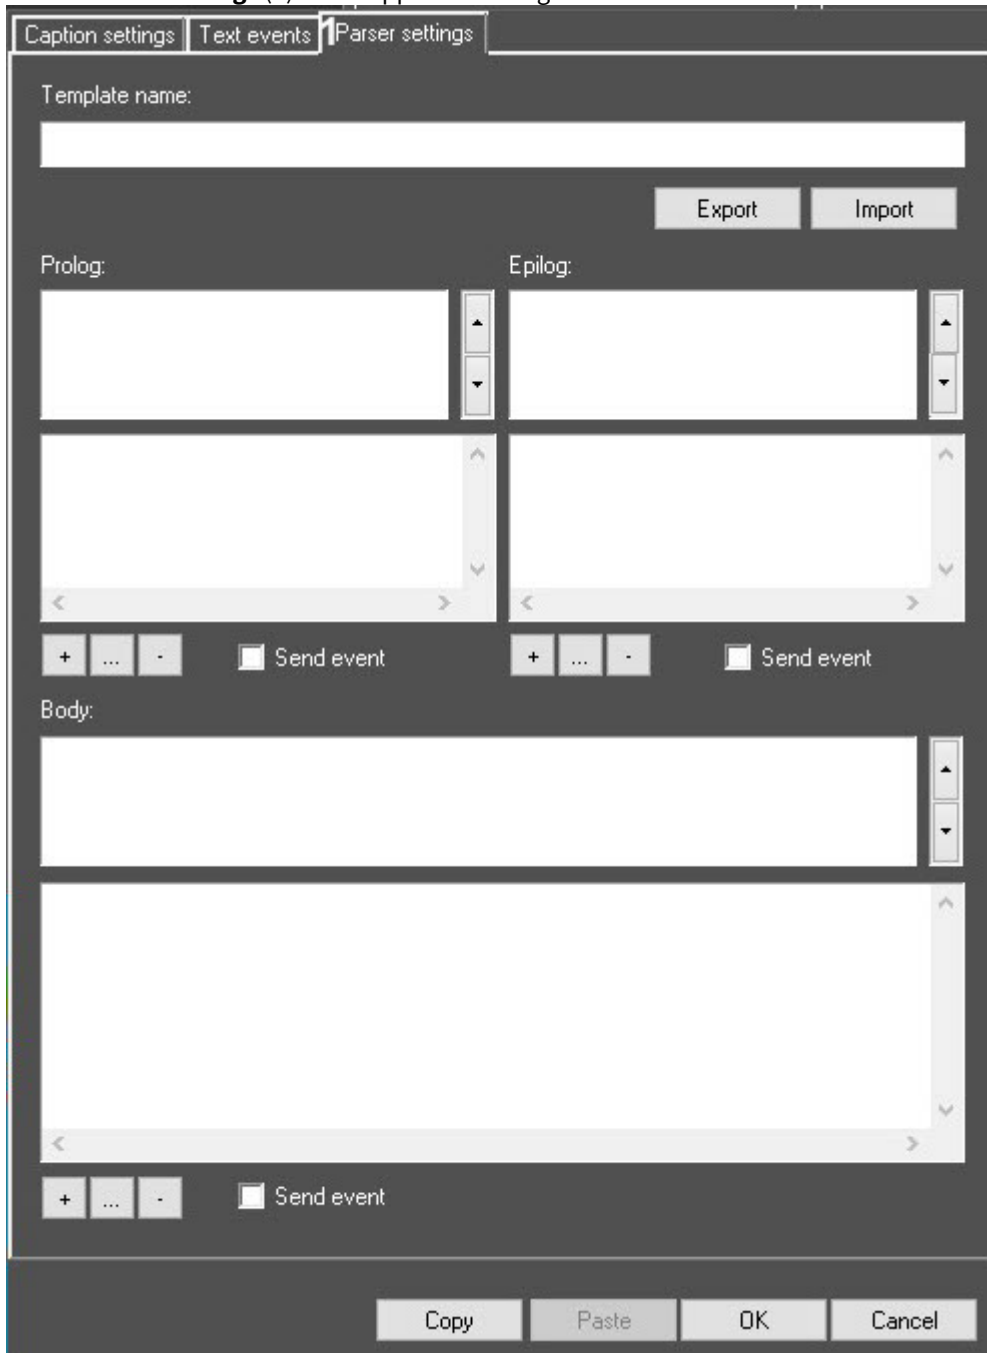 Caption settings Text events 1 Parser settings
Template name:
Export Import
Prolog: Epilog:
+ ... - Send event + ... - Send event
Body:
+ ... - Send event
Copy Paste OK Cancel